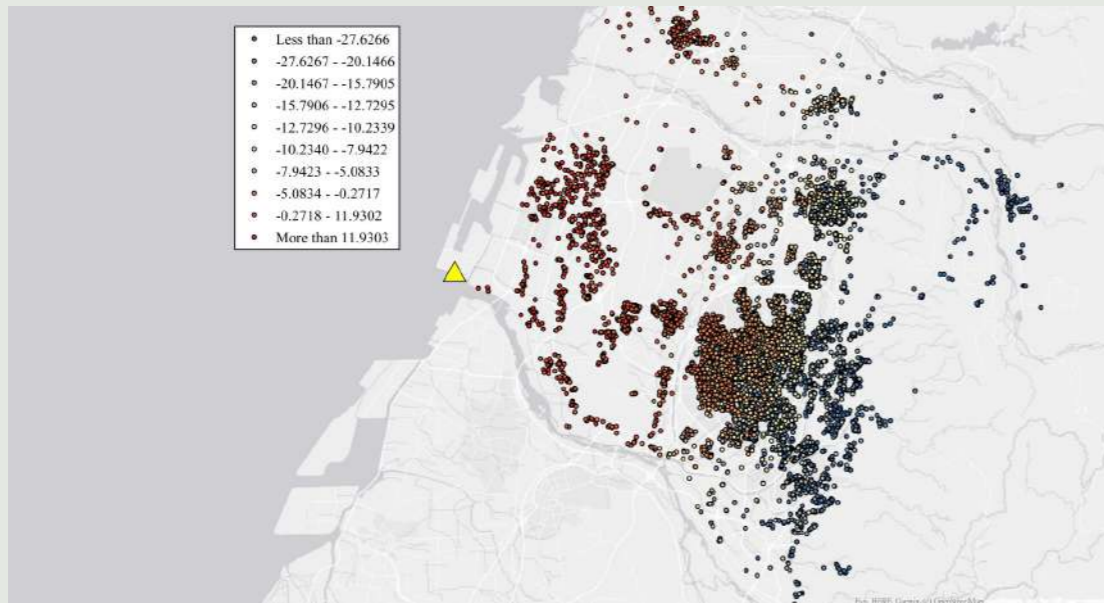 Less than -27.6266
-27.6267 - -20.1466
-20.1467 - -15.7905
-15.7906 - -12.7295
-12.7296 - -10.2339
-10.2340 - -7.9422
-7.9423 - -5.0833
-5.0834 - -0.2717
-0.2718 - 11.9302
More than 11.9303